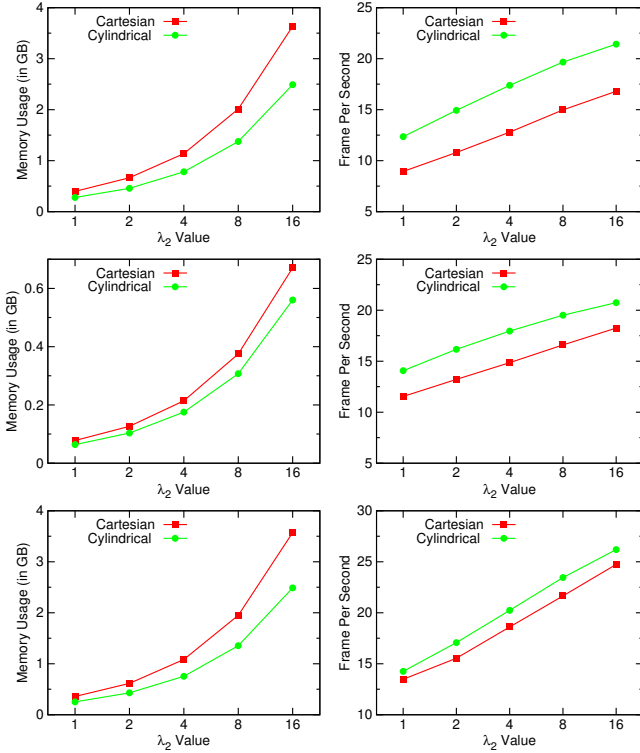 Cartesian
Cylindrical
Memory Usage (in GB)
4
3
2
1
0
1 2 4 8 16
λ2 Value
Cartesian
Cylindrical
Frame Per Second
25
20
15
10
5
1 2 4 8 16
λ2 Value
Cartesian
Cylindrical
Memory Usage (in GB)
0.6
0.4
0.2
0
1 2 4 8 16
λ2 Value
Cartesian
Cylindrical
Frame Per Second
25
20
15
10
5
1 2 4 8 16
λ2 Value
Cartesian
Cylindrical
Memory Usage (in GB)
4
3
2
1
0
1 2 4 8 16
λ2 Value
Cartesian
Cylindrical
Frame Per Second
30
25
20
15
10
1 2 4 8 16
λ2 Value